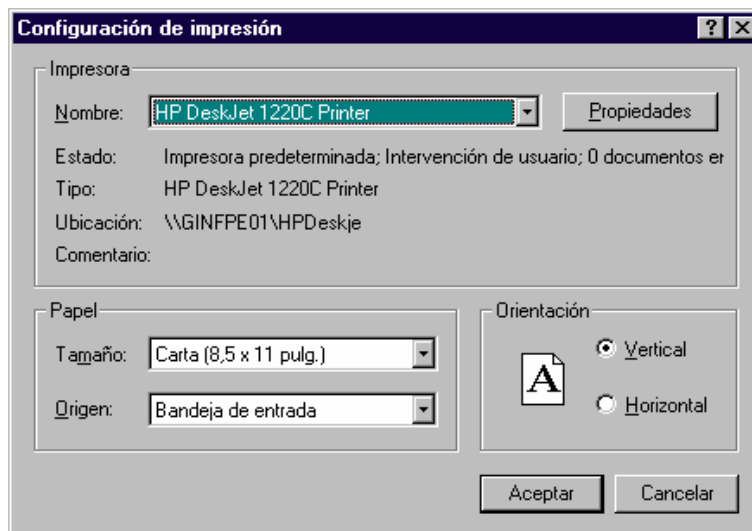 Configuración de impresión
Impresora
Nombre: HP DeskJet 1220C Printer Propiedades
Estado: Impresora predeterminada; Intervención de usuario; 0 documentos er
Tipo: HP DeskJet 1220C Printer
Ubicación: \\GINFPE01\HPDeskje
Comentario:
Papel
Tamaño: Carta (8,5 x 11 pulg.)
Origen: Bandeja de entrada
Orientación
A
Vertical
Horizontal
Aceptar Cancelar